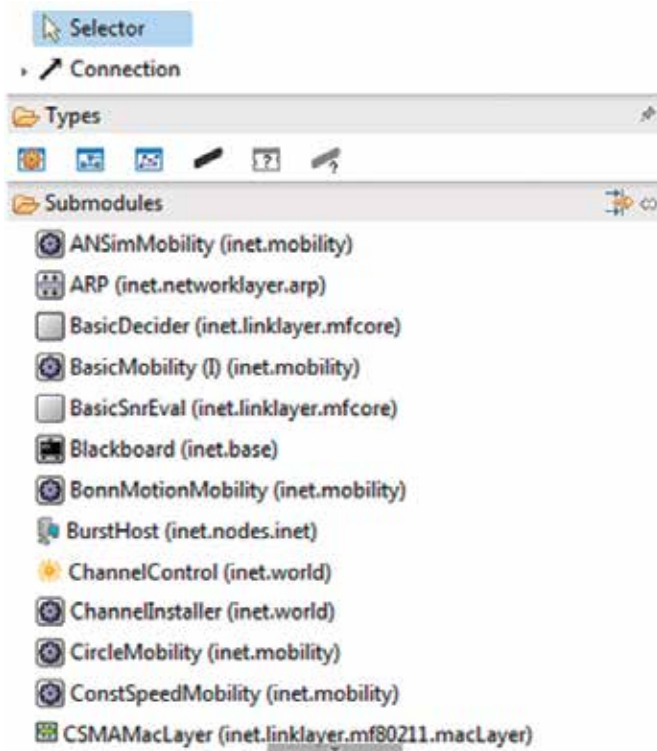 Selector
Connection
Types
Submodules
ANSimMobility (inet.mobility)
ARP (inet.networklayer.arp)
BasicDecider (inet.linklayer.mfcore)
BasicMobility (I) (inet.mobility)
BasicSnrEval (inet.linklayer.mfcore)
Blackboard (inet.base)
BonnMotionMobility (inet.mobility)
BurstHost (inet.nodes.inet)
ChannelControl (inet.world)
ChannelInstaller (inet.world)
CircleMobility (inet.mobility)
ConstSpeedMobility (inet.mobility)
CSMAMacLayer (inet.linklayer.mf80211.macLayer)